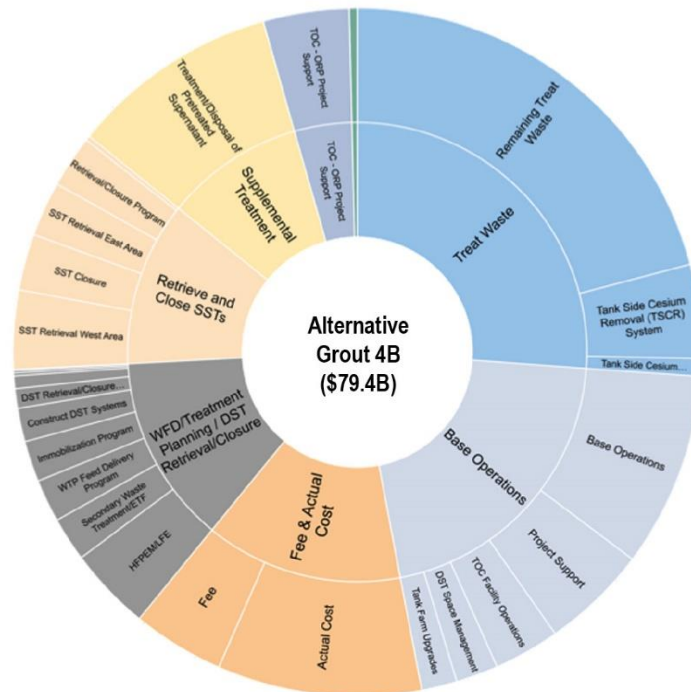 Alternative
Grout 4B
($79.4B)
Treat Waste
Remaining Treat
Waste
Tank Side Cesium
Removal (TSCR)
System
Tank Side Cesium...
Base Operations
Base Operations
Project Support
TOC Facility Operations
DST Space Management
Tank Farm Upgrades
Fee & Actual
Cost
Actual Cost
Fee
WFD/Treatment
Planning / DST
Retrieval/Closure
HFPEM/LFE
Secondary Waste
Treatment/ETF
WTP Feed Delivery
Program
Immobilization Program
Construct DST Systems
DST Retrieval/Closure...
Retrieve and
Close SSTs
SST Retrieval West Area
SST Closure
SST Retrieval East Area
Retrieval/Closure Program
Supplemental
Treatment
Treatment/Disposal of
Pretreated
Supernatant
TOC - ORP Project
Support
TOC - ORP Project
Support